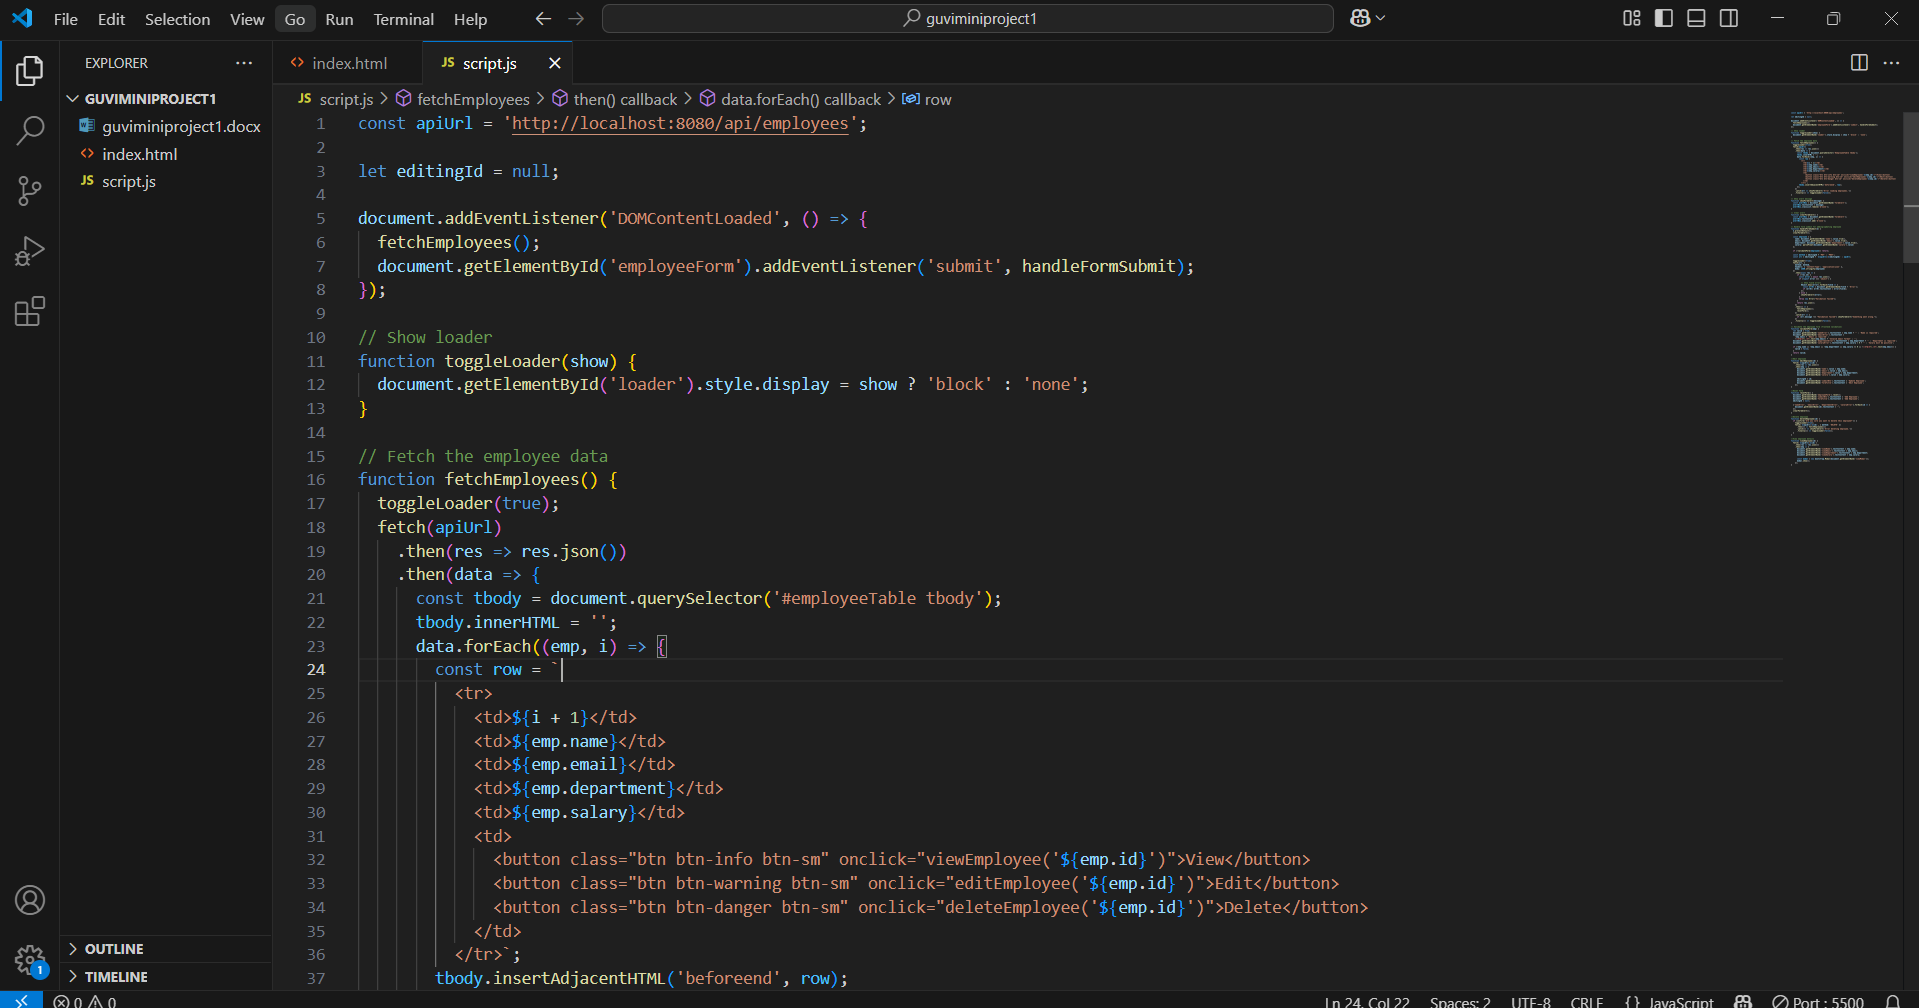 File Edit Selection View Go Run Terminal Help
guviminiproject1
EXPLORER
index.html
JS script.js
GUVIMINIPROJECT1
guviminiproject1.docx
index.html
JS script.js
JS script.js > fetchEmployees > then() callback > data.forEach() callback > row
1 const apiUrl = 'http://localhost:8080/api/employees';
2
3 let editingId = null;
4
5 document.addEventListener('DOMContentLoaded', () => {
6 fetchEmployees();
7 document.getElementById('employeeForm').addEventListener('submit', handleFormSubmit);
8 });
9
10 // Show loader
11 function toggleLoader(show) {
12 document.getElementById('loader').style.display = show ? 'block' : 'none';
13 }
14
15 // Fetch the employee data
16 function fetchEmployees() {
17 toggleLoader(true);
18 fetch(apiUrl)
19 .then(res => res.json())
20 .then(data => {
21 const tbody = document.querySelector('#employeeTable tbody');
22 tbody.innerHTML = '';
23 data.forEach((emp, i) => {
24 const row = `
25 <tr>
26 <td>${i + 1}</td>
27 <td>${emp.name}</td>
28 <td>${emp.email}</td>
29 <td>${emp.department}</td>
30 <td>${emp.salary}</td>
31 <td>
32 <button class="btn btn-info btn-sm" onclick="viewEmployee('${emp.id}')">View</button>
33 <button class="btn btn-warning btn-sm" onclick="editEmployee('${emp.id}')">Edit</button>
34 <button class="btn btn-danger btn-sm" onclick="deleteEmployee('${emp.id}')">Delete</button>
35 </td>
36 </tr>`;
37 tbody.insertAdjacentHTML('beforeend', row);
OUTLINE
TIMELINE
1
0 0 Ln 24, Col 22 Spaces: 2 UTF-8 CRLF {} JavaScript Port : 5500